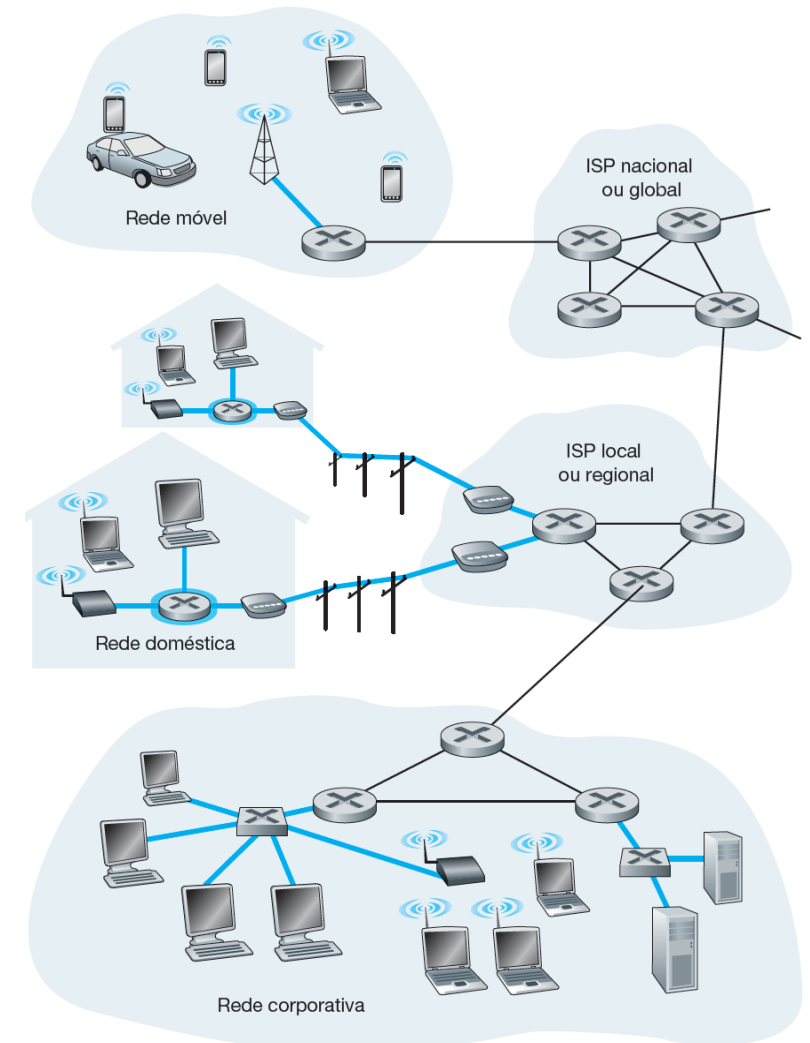 ISP nacional
ou global
Rede móvel
ISP local
ou regional
Rede doméstica
Rede corporativa